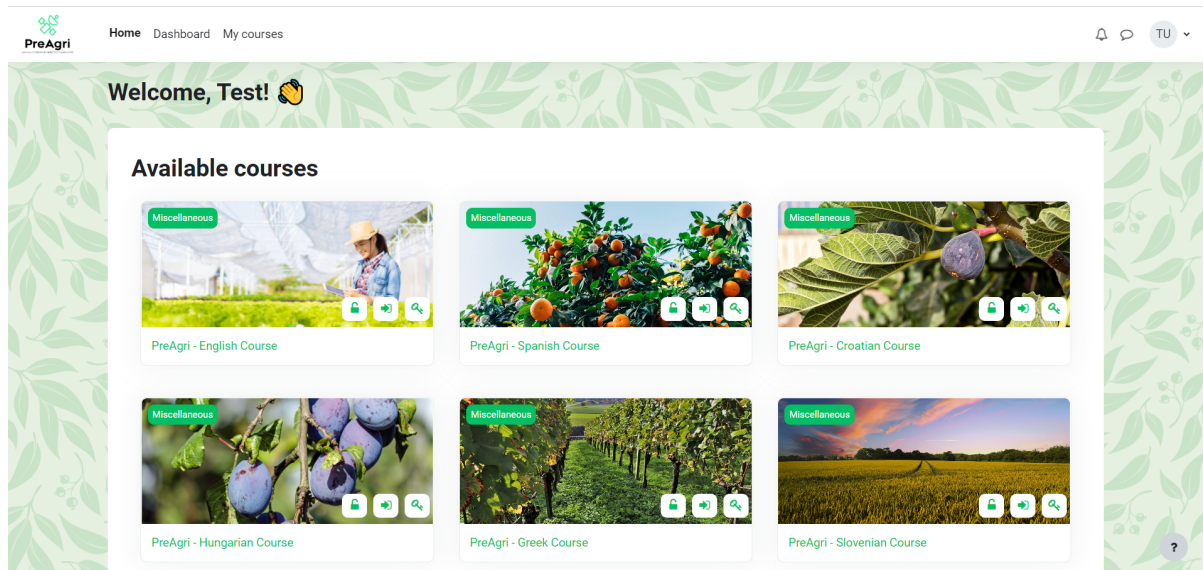 PreAgri
Home Dashboard My courses
TU
Welcome, Test!
Available courses
Miscellaneous
Miscellaneous
Miscellaneous
PreAgri - English Course
PreAgri - Spanish Course
PreAgri - Croatian Course
Miscellaneous
Miscellaneous
Miscellaneous
PreAgri - Hungarian Course
PreAgri - Greek Course
PreAgri - Slovenian Course
?